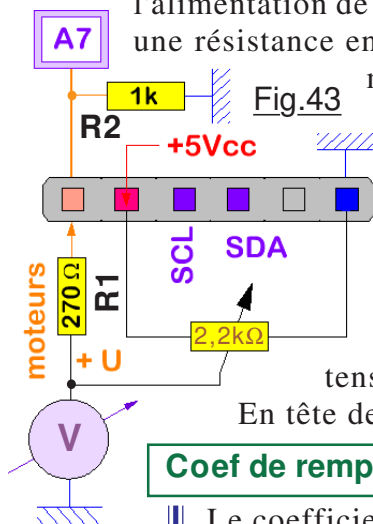 l'alimentation de
A7
une résistance en
1k
Fig.43
R2
+5Vcc
SCL
SDA
moteurs
270 Ω
R1
2,2kΩ
+ U
tens
En tête de
V
Coef de remp
Le coefficie